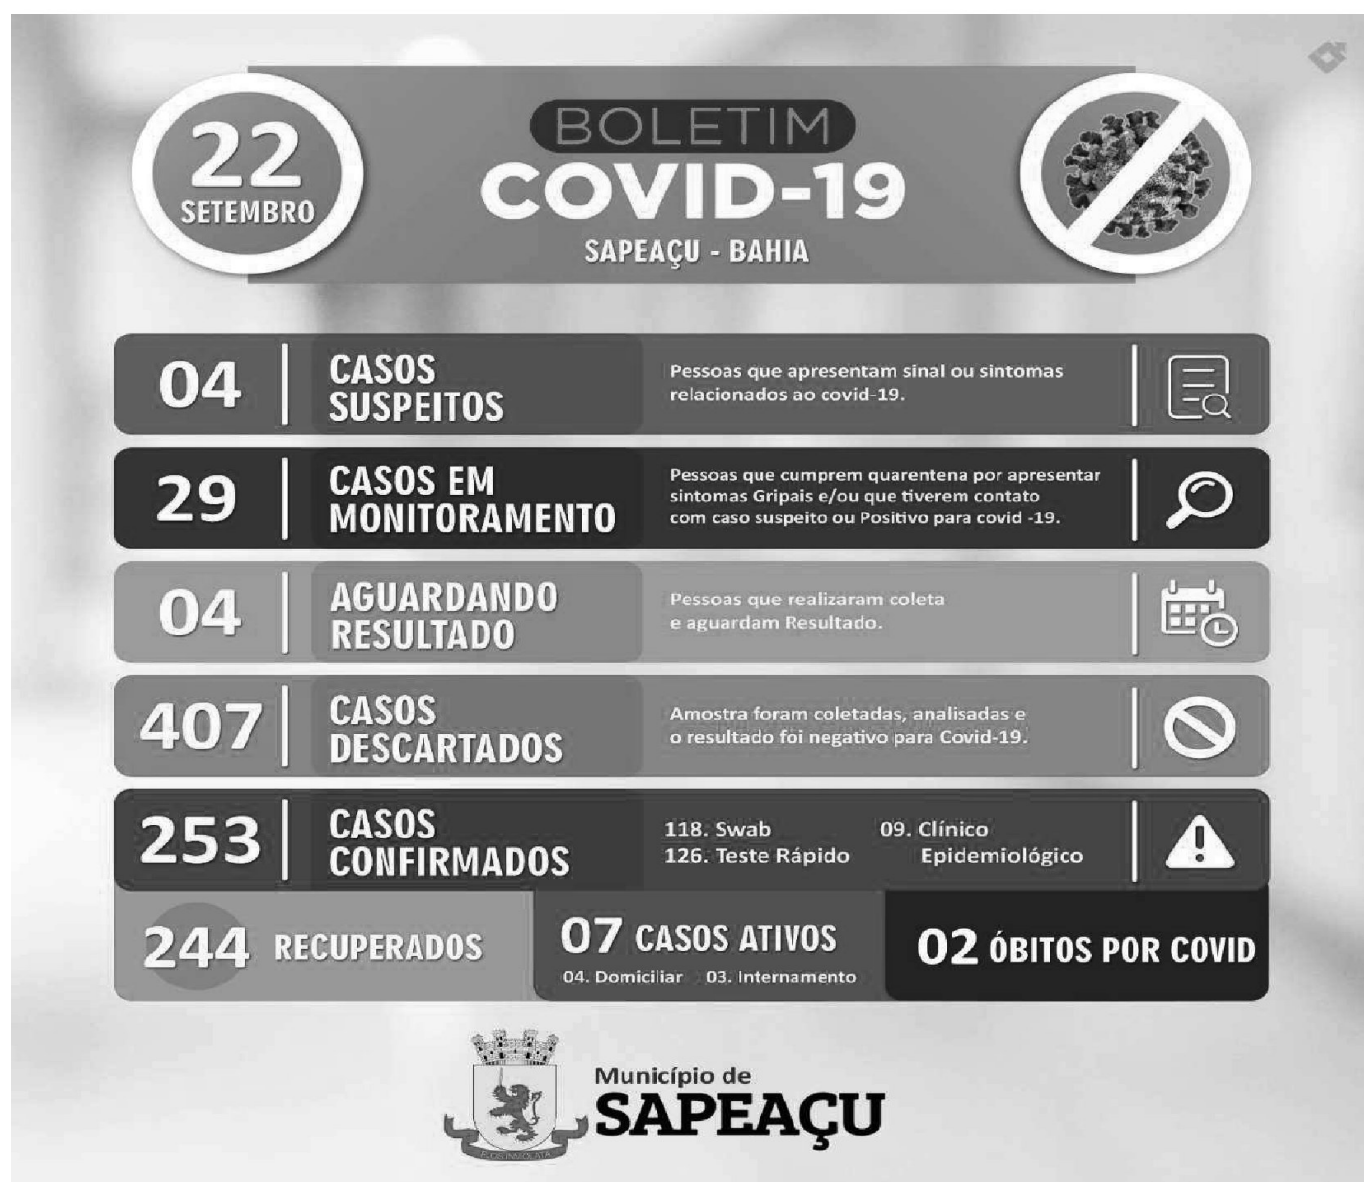 22
SETEMBRO
BOLETIM
COVID-19
SAPEAÇU - BAHIA
04
CASOS
SUSPEITOS
Pessoas que apresentam sinal ou sintomas
relacionados ao covid-19.
29
CASOS EM
MONITORAMENTO
Pessoas que cumprem quarentena por apresentar
sintomas Gripais e/ou que tiverem contato
com caso suspeito ou Positivo para covid -19.
04
AGUARDANDO
RESULTADO
Pessoas que realizaram coleta
e aguardam Resultado.
407
CASOS
DESCARTADOS
Amostra foram coletadas, analisadas e
o resultado foi negativo para Covid-19.
253
CASOS
CONFIRMADOS
118. Swab
126. Teste Rápido
09. Clínico
Epidemiológico
244 RECUPERADOS
07 CASOS ATIVOS
04. Domiciliar 03. Internamento
02 ÓBITOS POR COVID
Município de
SAPEAÇU